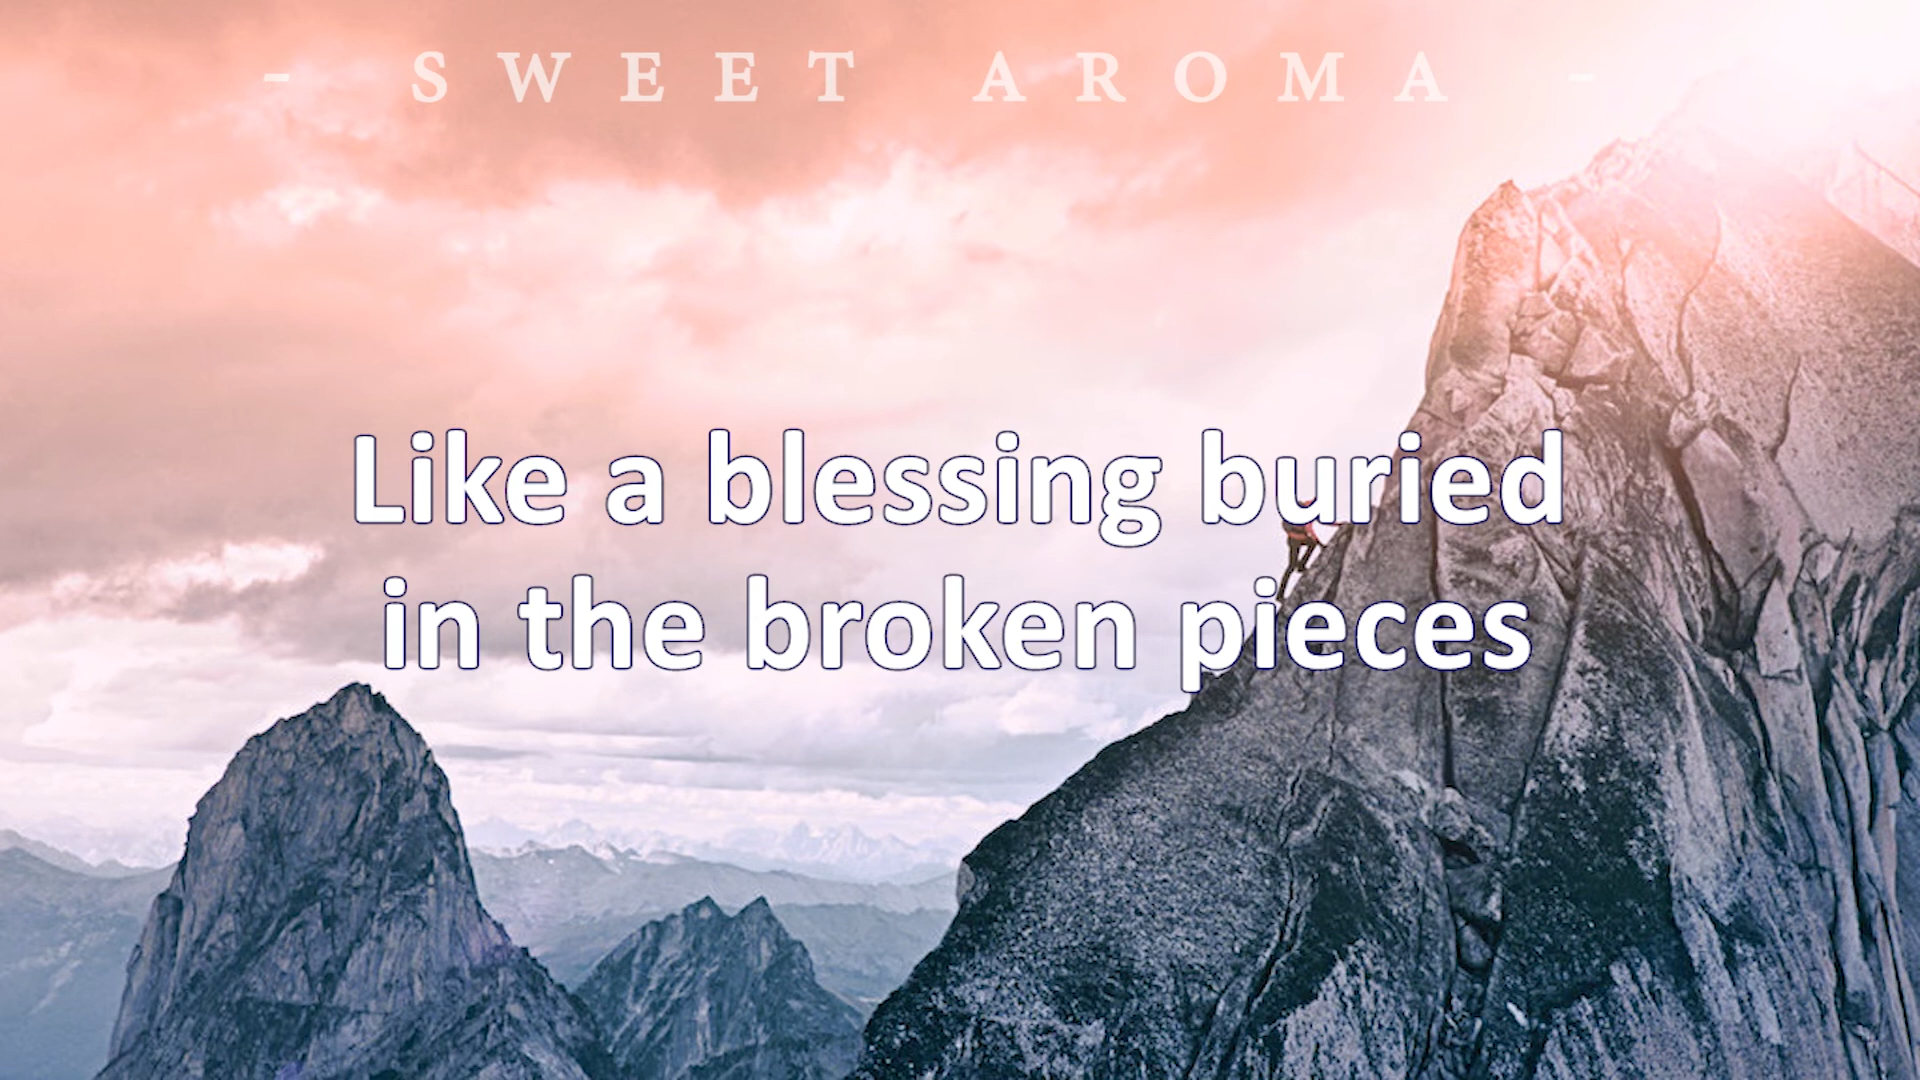 - SWEET AROMA -
Like a blessing buried
in the broken pieces